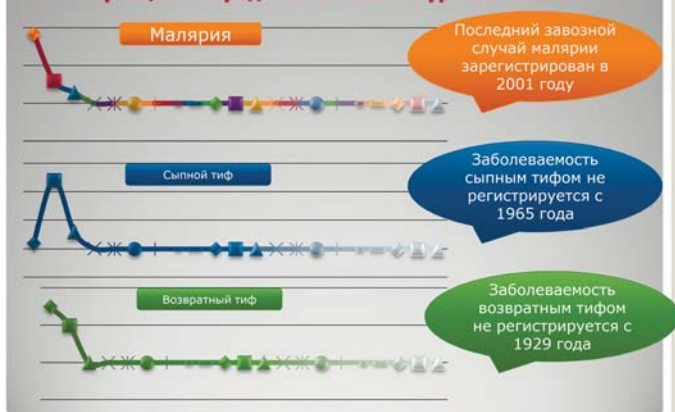 Малярия
Последний завозной
случай малярии
зарегистрирован в
2001 году
Сыпной тиф
Заболеваемость
сыпным тифом не
регистрируется с
1965 года
Возвратный тиф
Заболеваемость
возвратным тифом
не регистрируется с
1929 года